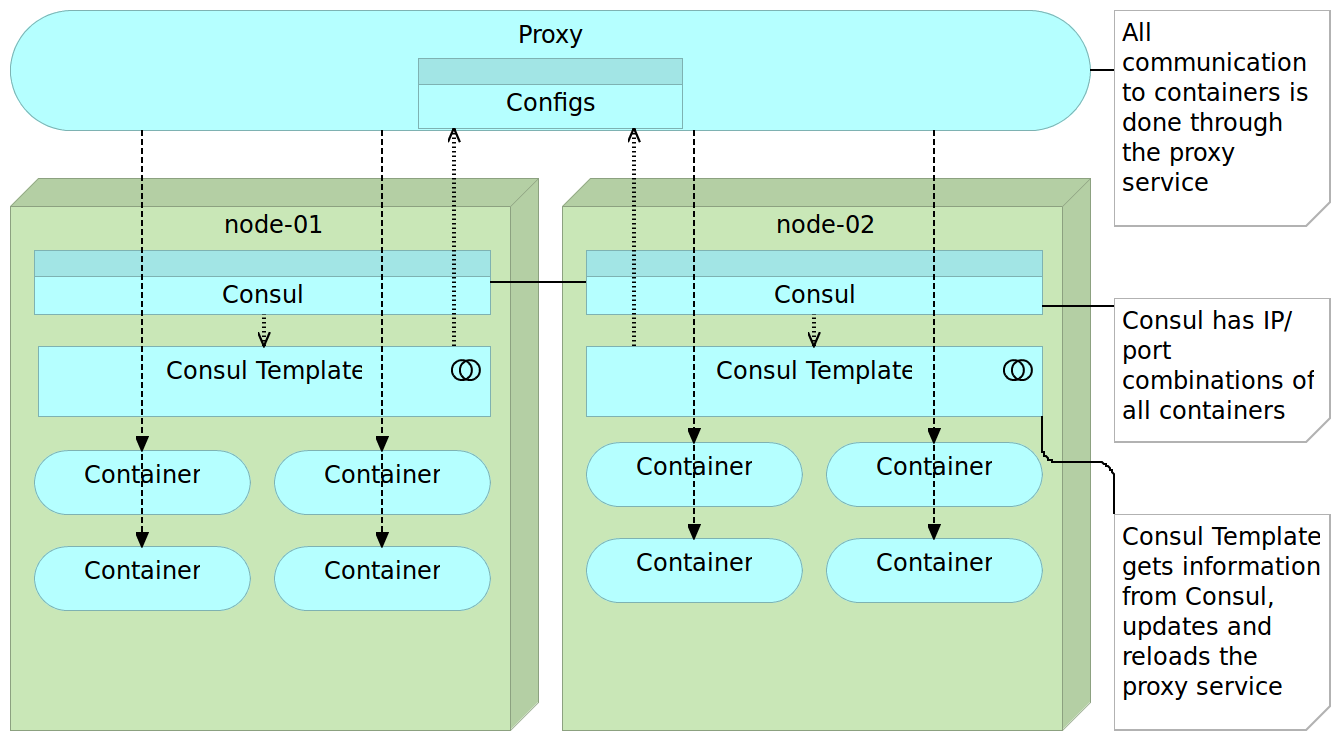 Proxy
Configs
All
communication
to containers is
done through
the proxy
service
node-01
node-02
Consul
Consul
Consul has IP/
port
combinations of
all containers
Consul Template
Consul Template
Container
Container
Container
Container
Container
Container
Container
Container
Consul Template
gets information
from Consul,
updates and
reloads the
proxy service